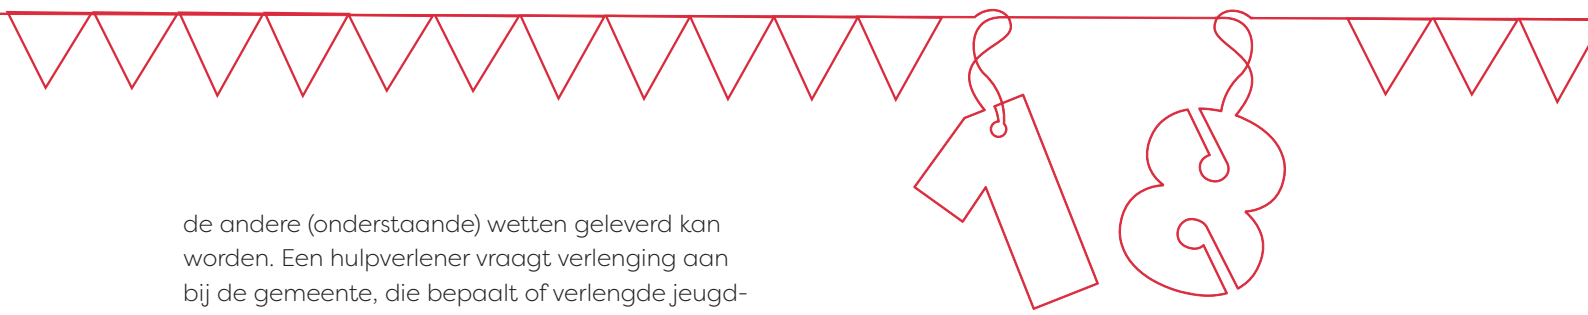 18
de andere (onderstaande) wetten geleverd kan
worden. Een hulpverlener vraagt verlenging aan
bij de gemeente, die bepaalt of verlengde jeugd-